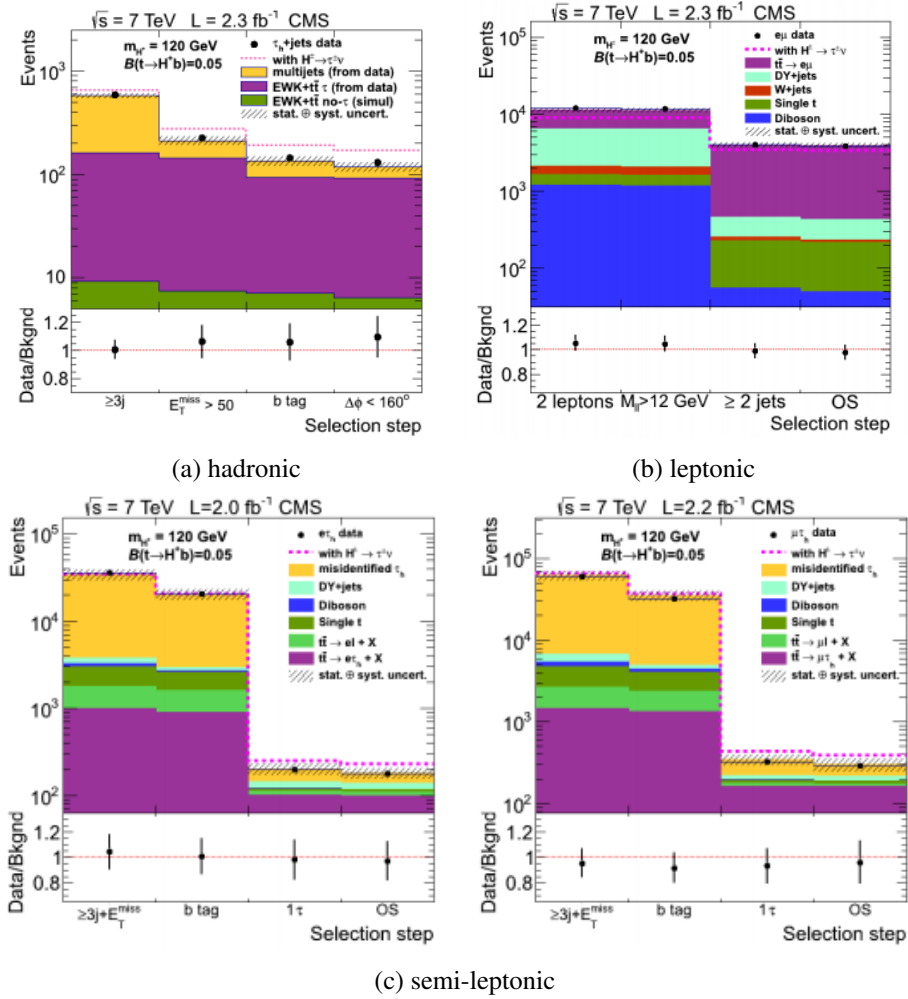 √s = 7 TeV L = 2.3 fb⁻¹ CMS
Events
m_H⁺ = 120 GeV
B(t→H⁺b)=0.05
τ_h+jets data
with H^±→τ^±ν
multijets (from data)
EWK+tt̄ τ (from data)
EWK+tt̄ no-τ (simul)
stat. ⊕ syst. uncert.
10³
10²
10
Data/Bkgnd
1.2
1
0.8
≥3j E_T^miss > 50 b tag Δϕ < 160°
Selection step
(a) hadronic
√s = 7 TeV L = 2.3 fb⁻¹ CMS
Events
m_H⁺ = 120 GeV
B(t→H⁺b)=0.05
eμ data
with H^± → τ^±ν
tt̄ → eμ
DY+jets
W+jets
Single t
Diboson
stat. ⊕ syst. uncert.
10⁵
10⁴
10³
10²
Data/Bkgnd
1.2
1
0.8
2 leptons M_ll>12 GeV ≥ 2 jets OS
Selection step
(b) leptonic
√s = 7 TeV L=2.0 fb⁻¹ CMS
Events
m_H⁺ = 120 GeV
B(t→H⁺b)=0.05
eτ_h data
with H^± → τ^±ν
misidentified τ_h
DY+jets
Diboson
Single t
tt̄ → el + X
tt̄ → eτ_h + X
stat. ⊕ syst. uncert.
10⁵
10⁴
10³
10²
Data/Bkgnd
1.2
1
0.8
≥3j+E_T^miss b tag 1τ OS
Selection step
√s = 7 TeV L=2.2 fb⁻¹ CMS
Events
m_H⁺ = 120 GeV
B(t→H⁺b)=0.05
μτ_h data
with H^± → τ^±ν
misidentified τ_h
DY+jets
Diboson
Single t
tt̄ → μl + X
tt̄ → μτ_h + X
stat. ⊕ syst. uncert.
10⁵
10⁴
10³
10²
Data/Bkgnd
1.2
1
0.8
≥3j+E_T^miss b tag 1τ OS
Selection step
(c) semi-leptonic